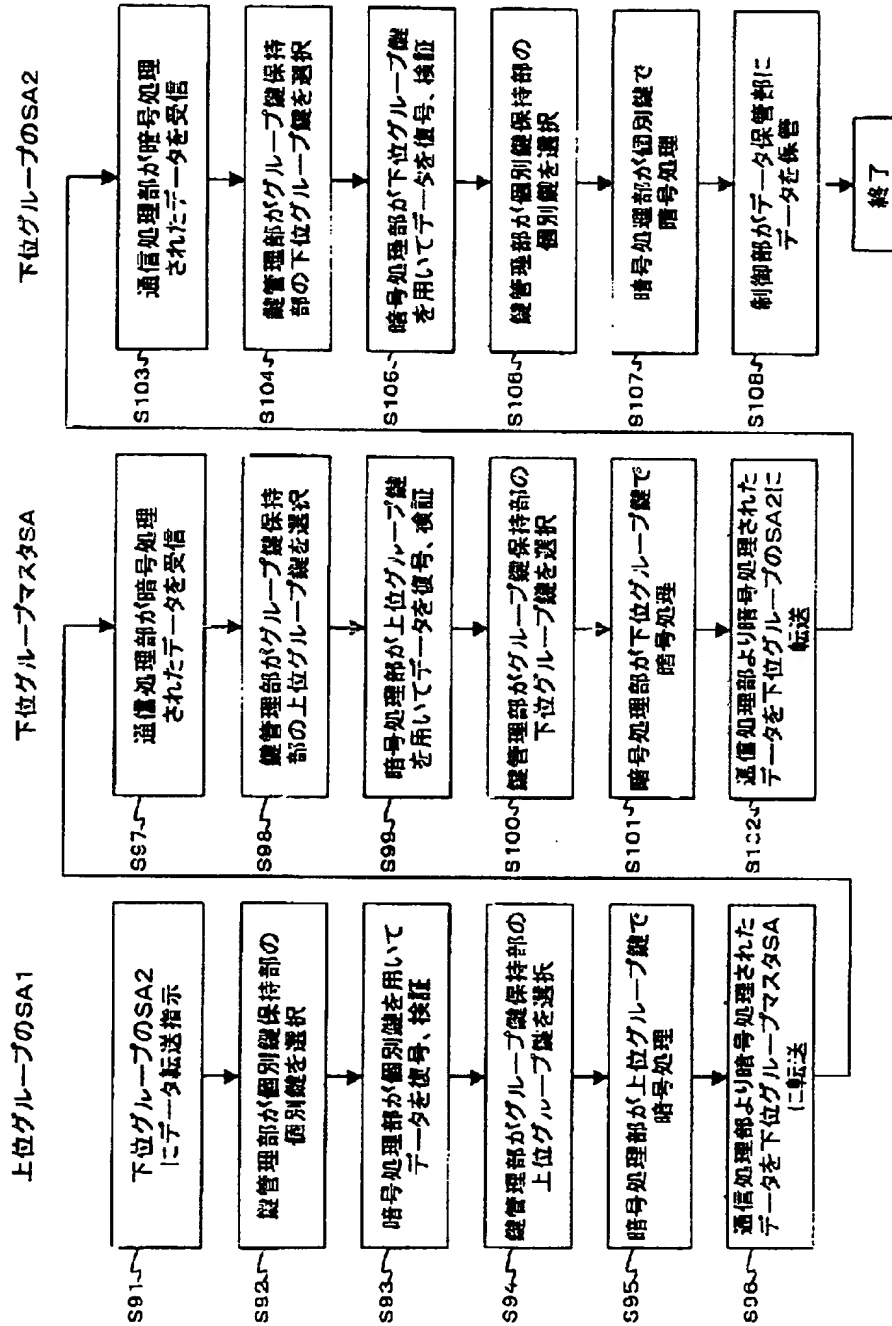 上位グループのSA1
S91
下位グループのSA2
にデータ転送指示
S92
鍵管理部が個別鍵保持部の
個別鍵を選択
S93
暗号処理部が個別鍵を用いて
データを復号、検証
S94
鍵管理部がグループ鍵保持部の
上位グループ鍵を選択
S95
暗号処理部が上位グループ鍵で
暗号処理
S96
通信処理部より暗号処理された
データを下位グループマスタSA
に転送
下位グループマスタSA
S97
通信処理部が暗号処理
されたデータを受信
S98
鍵管理部がグループ鍵保持
部の上位グループ鍵を選択
S99
暗号処理部が上位グループ鍵
を用いてデータを復号、検証
S100
鍵管理部がグループ鍵保持部の
下位グループ鍵を選択
S101
暗号処理部が下位グループ鍵で
暗号処理
S102
通信処理部より暗号処理された
データを下位グループのSA2に
転送
下位グループのSA2
S103
通信処理部が暗号処理
されたデータを受信
S104
鍵管理部がグループ鍵保持
部の下位グループ鍵を選択
S105
暗号処理部が下位グループ鍵
を用いてデータを復号、検証
S106
鍵管理部が個別鍵保持部の
個別鍵を選択
S107
暗号処理部が個別鍵で
暗号処理
S108
制御部がデータ保管部に
データを保管
終了